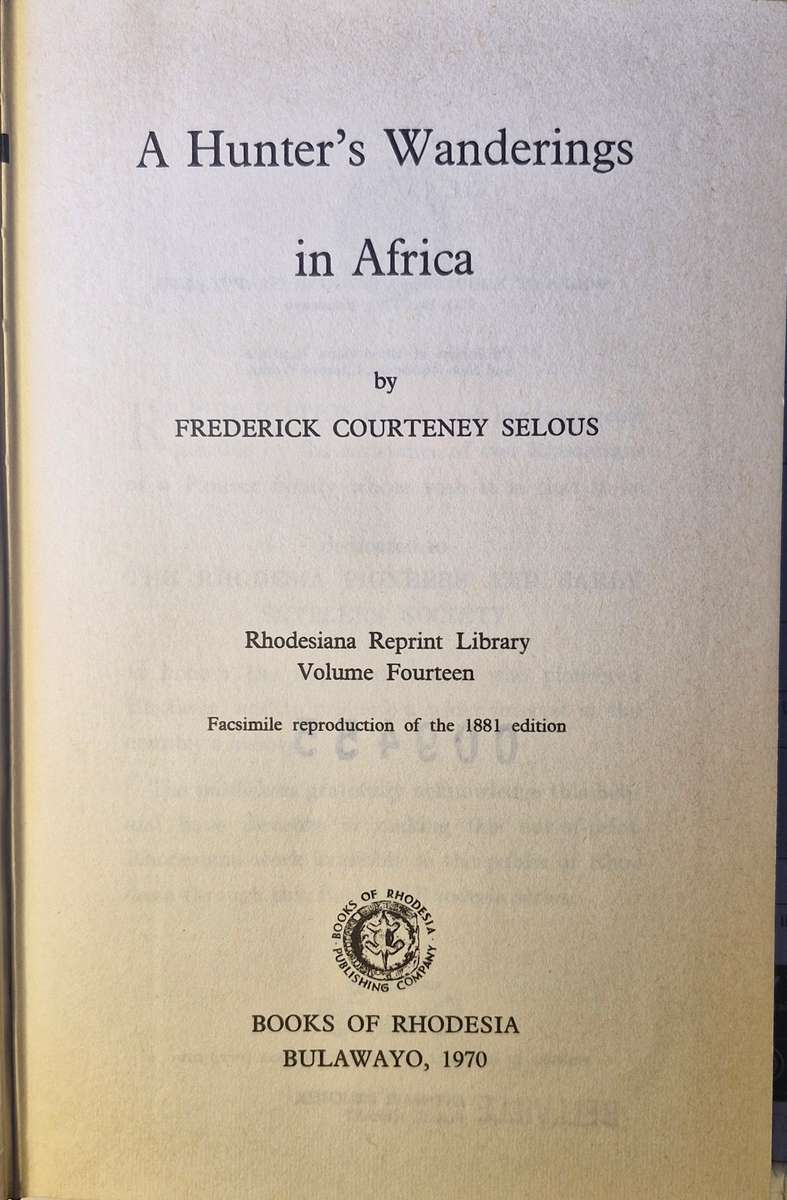 A Hunter's Wanderings
in Africa
by
FREDERICK COURTENEY SELOUS
Rhodesiana Reprint Library
Volume Fourteen
Facsimile reproduction of the 1881 edition
· BOOKS OF RHODESIA ·
PUBLISHING COMPANY
BOOKS OF RHODESIA
BULAWAYO, 1970